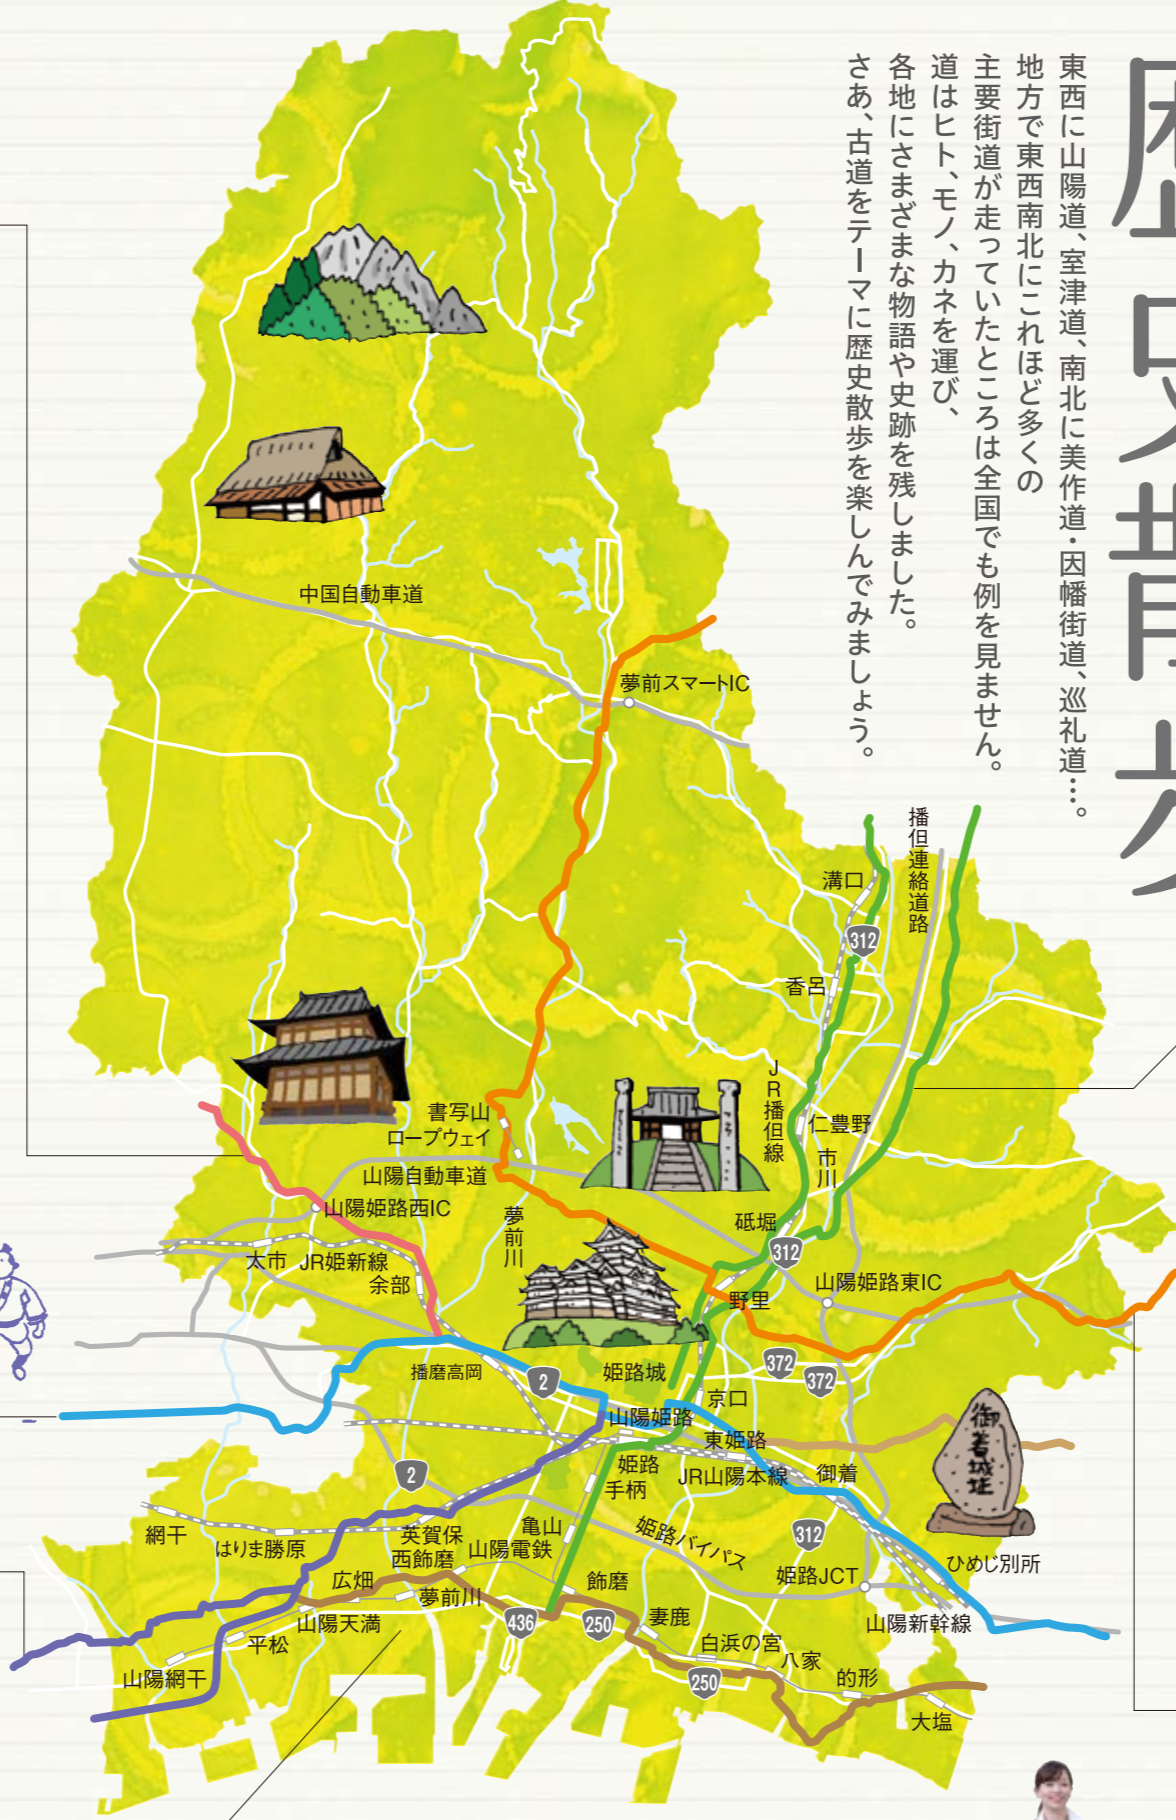 歴史散歩
東西に山陽道、室津道、南北に美作道・因幡街道、巡礼道…。
地方で東西南北にこれほど多くの
主要街道が走っていたところは全国でも例を見ません。
道はヒト、モノ、カネを運び、
各地にさまざまな物語や史跡を残しました。
さあ、古道をテーマに歴史散歩を楽しんでみましょう。
中国自動車道
夢前スマートIC
播但連絡道路
溝口
312
香呂
JR播但線
仁豊野
市川
書写山
ロープウェイ
山陽自動車道
山陽姫路西IC
夢前川
砥堀
312
太市
JR姫新線
余部
山陽姫路東IC
野里
播磨高岡
2
姫路城
372
372
京口
山陽姫路
東姫路
御着城址
姫路
手柄
JR山陽本線
御着
2
網干
はりま勝原
英賀保
西飾磨
亀山
山陽電鉄
姫路バイパス
312
姫路JCT
ひめじ別所
広畑
夢前川
飾磨
山陽天満
436
250
妻鹿
山陽新幹線
平松
白浜の宮
八家
山陽網干
250
的形
大塩